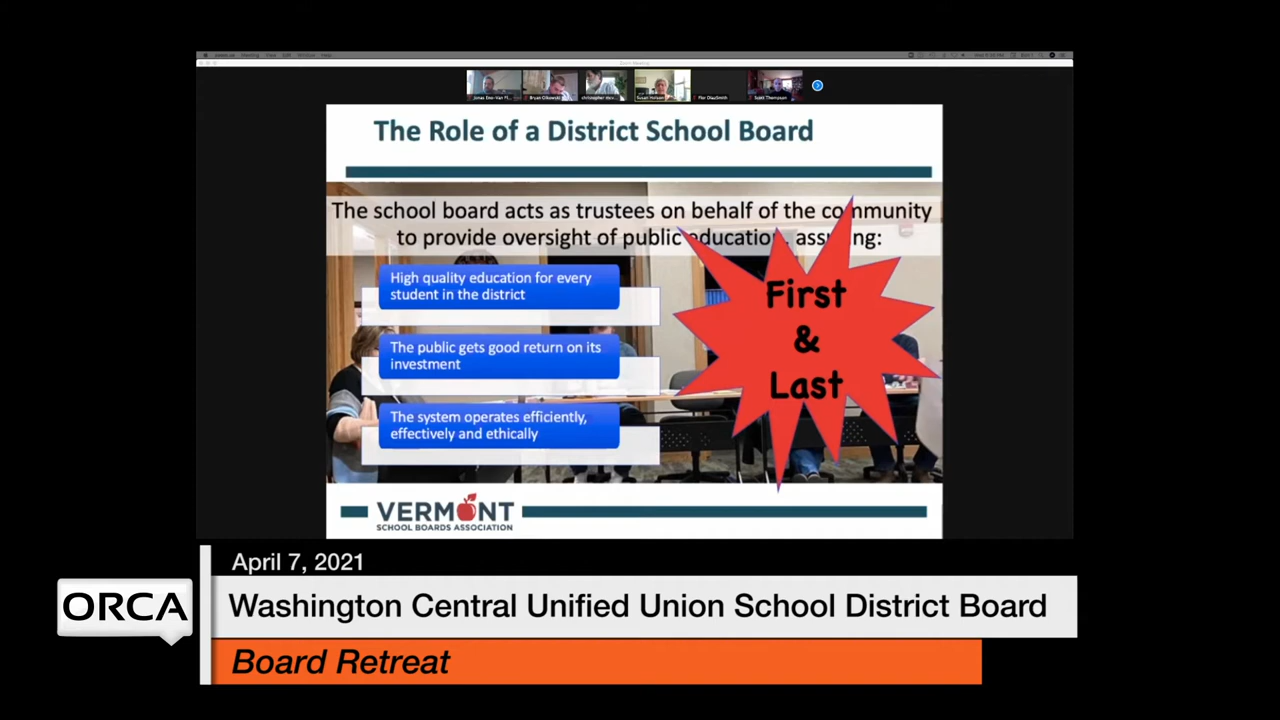 The Role of a District School Board
The school board acts as trustees on behalf of the community
to provide oversight of public education, assuring:
High quality education for every
student in the district
The public gets good return on its
investment
The system operates efficiently,
effectively and ethically
First
&
Last
VERMONT
SCHOOL BOARDS ASSOCIATION
April 7, 2021
ORCA
Washington Central Unified Union School District Board
Board Retreat